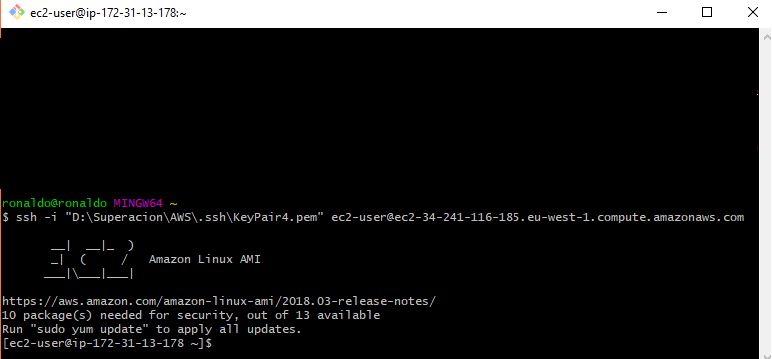 ec2-user@ip-172-31-13-178:~
ronaldo@ronaldo MINGW64 ~
$ ssh -i "D:\Superacion\AWS\.ssh\KeyPair4.pem" ec2-user@ec2-34-241-116-185.eu-west-1.compute.amazonaws.com
       __|  __|_  )
       _|  (     /   Amazon Linux AMI
      ___|\___|___|
https://aws.amazon.com/amazon-linux-ami/2018.03-release-notes/
10 package(s) needed for security, out of 13 available
Run "sudo yum update" to apply all updates.
[ec2-user@ip-172-31-13-178 ~]$